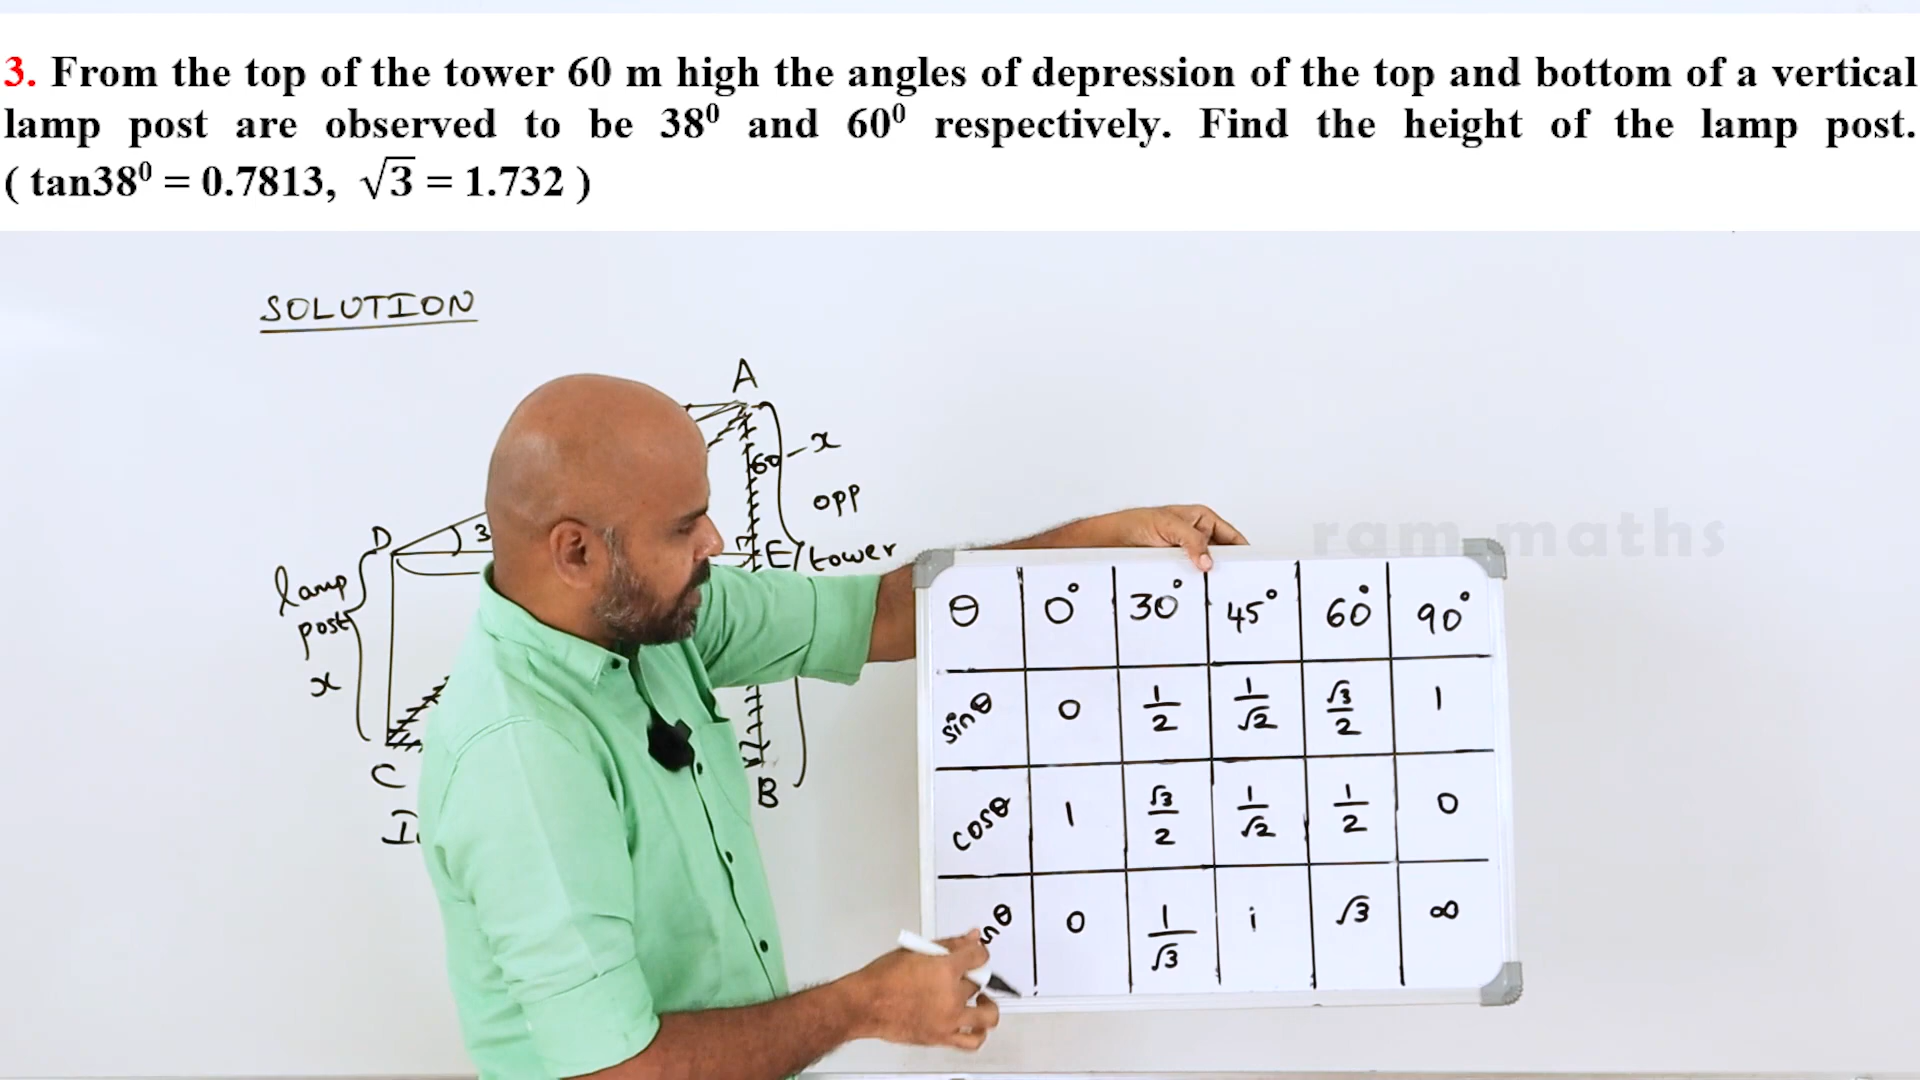 3. From the top of the tower 60 m high the angles of depression of the top and bottom of a vertical
lamp post are observed to be 38⁰ and 60⁰ respectively. Find the height of the lamp post.
( tan38⁰ = 0.7813, √3 = 1.732 )
SOLUTION
A
60 - x
opp
D
3
E
tower
lamp
post
x
C
B
ram maths
θ 0° 30° 45° 60° 90°
sinθ 0 1/2 1/√2 √3/2 1
cosθ 1 √3/2 1/√2 1/2 0
nθ 0 1/√3 1 √3 ∞